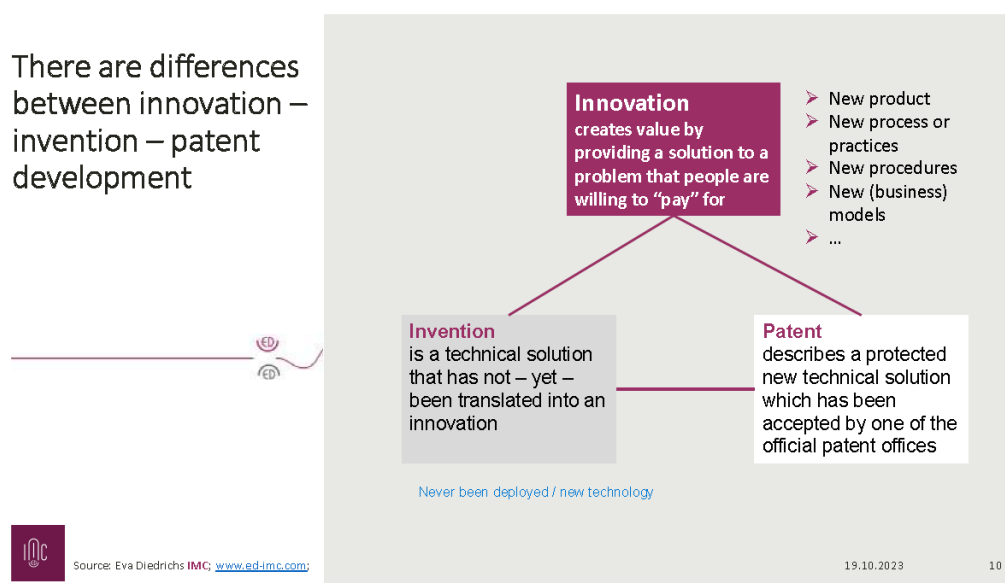 There are differences
between innovation –
invention – patent
development
Innovation
creates value by
providing a solution to a
problem that people are
willing to “pay” for
➢ New product
➢ New process or
practices
➢ New procedures
➢ New (business)
models
➢ ...
Invention
is a technical solution
that has not – yet –
been translated into an
innovation
Patent
describes a protected
new technical solution
which has been
accepted by one of the
official patent offices
ED
ED
Never been deployed / new technology
IMC
Source: Eva Diedrichs IMC; www.ed-imc.com;
19.10.2023
10